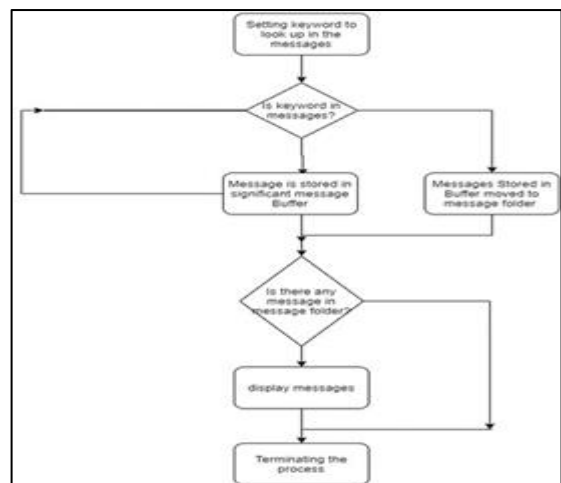 Setting keyword to
look up in the
messages
Is keyword in
messages?
Message is stored in
significant message
Buffer
Messages Stored in
Buffer moved to
message folder
Is there any
message in
message folder?
display messages
Terminating the
process